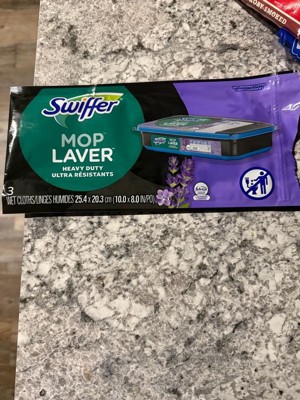 Swiffer
MOP
LAVER
HEAVY DUTY
ULTRA RÉSISTANTS
3
WET CLOTHS/LINGES HUMIDES 25.4 x 20.3 cm (10.0 x 8.0 IN/PO)